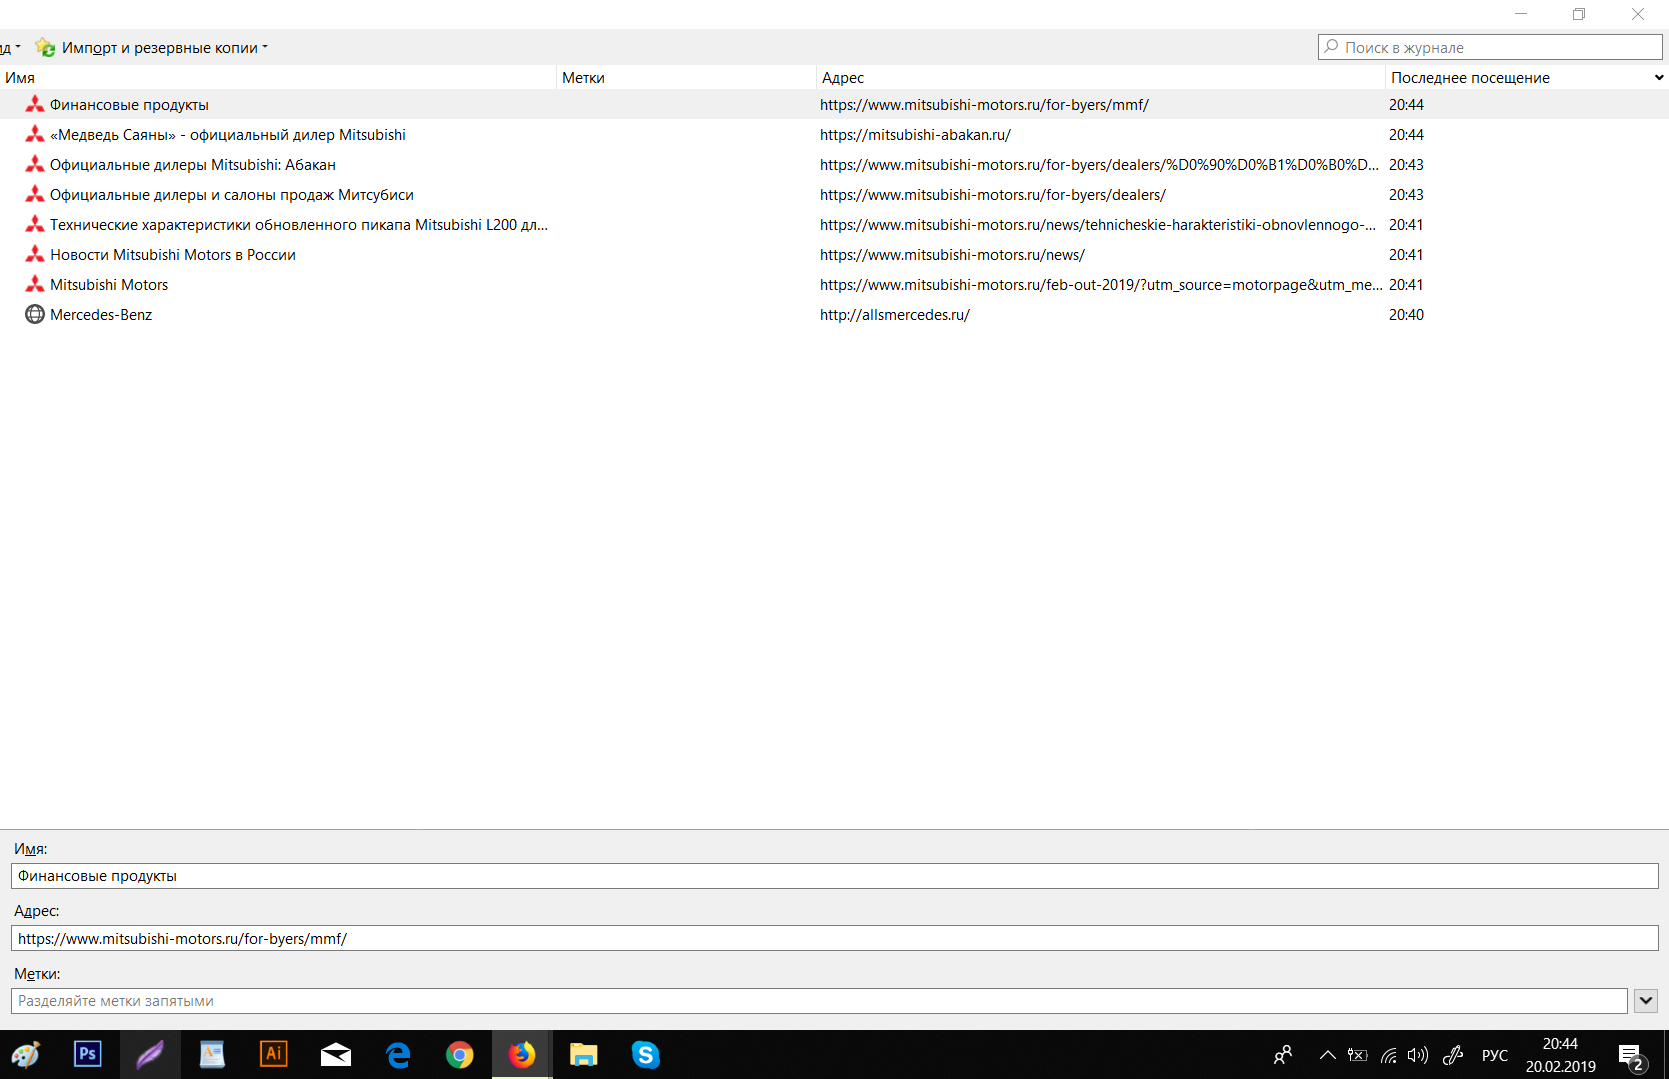 ид
Импорт и резервные копии
Поиск в журнале
Имя Метки Адрес Последнее посещение
Финансовые продукты https://www.mitsubishi-motors.ru/for-byers/mmf/ 20:44
«Медведь Саяны» - официальный дилер Mitsubishi https://mitsubishi-abakan.ru/ 20:44
Официальные дилеры Mitsubishi: Абакан https://www.mitsubishi-motors.ru/for-byers/dealers/%D0%90%D0%B1%D0%B0%D... 20:43
Официальные дилеры и салоны продаж Митсубиси https://www.mitsubishi-motors.ru/for-byers/dealers/ 20:43
Технические характеристики обновленного пикапа Mitsubishi L200 дл... https://www.mitsubishi-motors.ru/news/tehnicheskie-harakteristiki-obnovlennogo-... 20:41
Новости Mitsubishi Motors в России https://www.mitsubishi-motors.ru/news/ 20:41
Mitsubishi Motors https://www.mitsubishi-motors.ru/feb-out-2019/?utm_source=motorpage&utm_me... 20:41
Mercedes-Benz http://allsmercedes.ru/ 20:40
Имя:
Финансовые продукты
Адрес:
https://www.mitsubishi-motors.ru/for-byers/mmf/
Метки:
Разделяйте метки запятыми
Ps Ai S РУС 20:44
20.02.2019 2